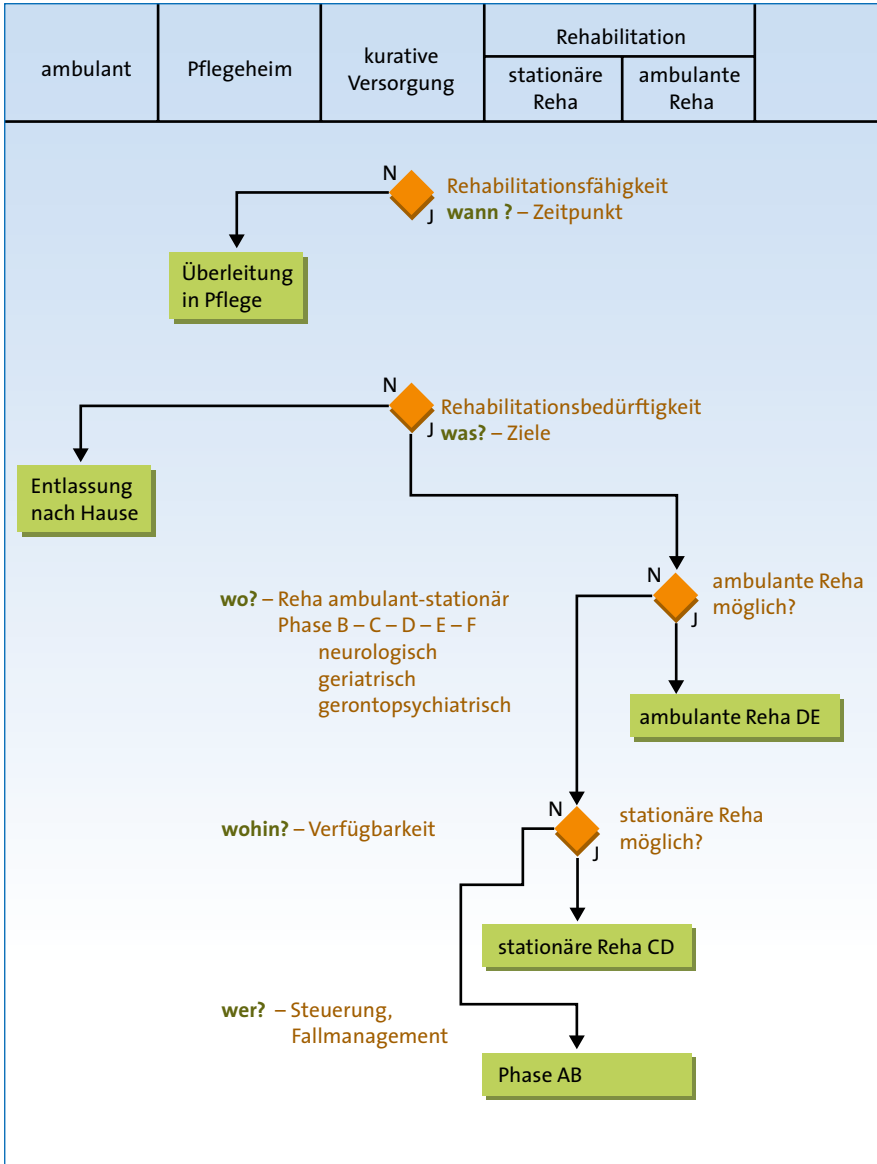 ambulant
Pflegeheim
kurative
Versorgung
Rehabilitation
stationäre
Reha
ambulante
Reha
N
J
Rehabilitationsfähigkeit
wann ? – Zeitpunkt
Überleitung
in Pflege
N
J
Rehabilitationsbedürftigkeit
was? – Ziele
Entlassung
nach Hause
N
J
ambulante Reha
möglich?
wo? – Reha ambulant-stationär
Phase B – C – D – E – F
neurologisch
geriatrisch
gerontopsychiatrisch
ambulante Reha DE
N
J
stationäre Reha
möglich?
wohin? – Verfügbarkeit
stationäre Reha CD
wer? – Steuerung,
Fallmanagement
Phase AB